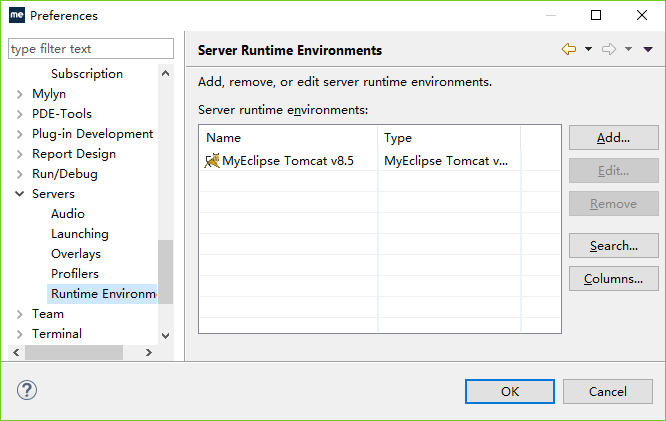 me Preferences
type filter text
Subscription
Mylyn
PDE-Tools
Plug-in Development
Report Design
Run/Debug
Servers
Audio
Launching
Overlays
Profilers
Runtime Environme
Team
Terminal
Server Runtime Environments
Add, remove, or edit server runtime environments.
Server runtime environments:
Name Type
MyEclipse Tomcat v8.5 MyEclipse Tomcat v...
Add...
Edit...
Remove
Search...
Columns...
?
OK Cancel